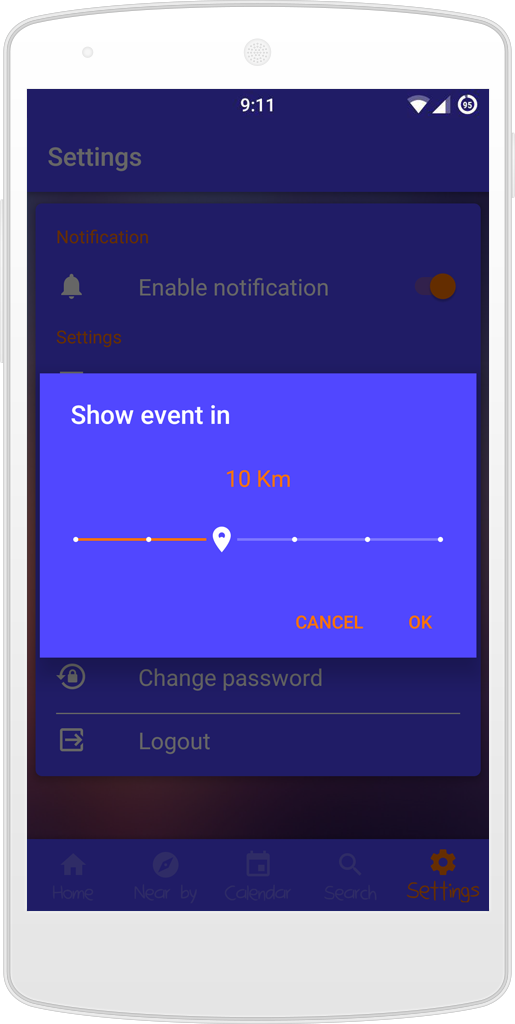 9:11
95
Settings
Notification
Enable notification
Settings
Show event in
10 Km
CANCEL OK
Change password
Logout
Home Near by Calendar Search Settings